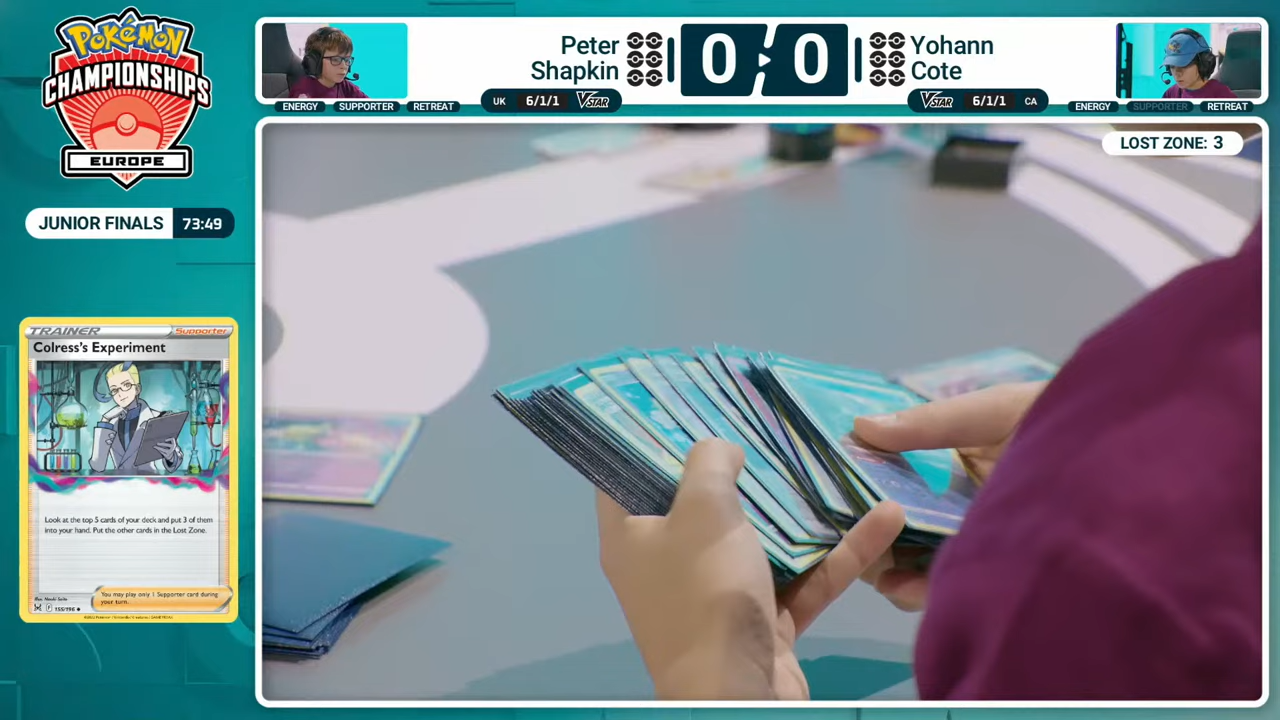 POKéMON
CHAMPIONSHIPS
EUROPE
JUNIOR FINALS 73:49
Peter
Shapkin
0 0
Yohann
Cote
ENERGY SUPPORTER RETREAT
UK 6/1/1 VSTAR
VSTAR 6/1/1 CA
ENERGY SUPPORTER RETREAT
LOST ZONE: 3
TRAINER Supporter
Colress's Experiment
Look at the top 5 cards of your deck and put 3 of them
into your hand. Put the other cards in the Lost Zone.
You may play only 1 Supporter card during
your turn.
155/196